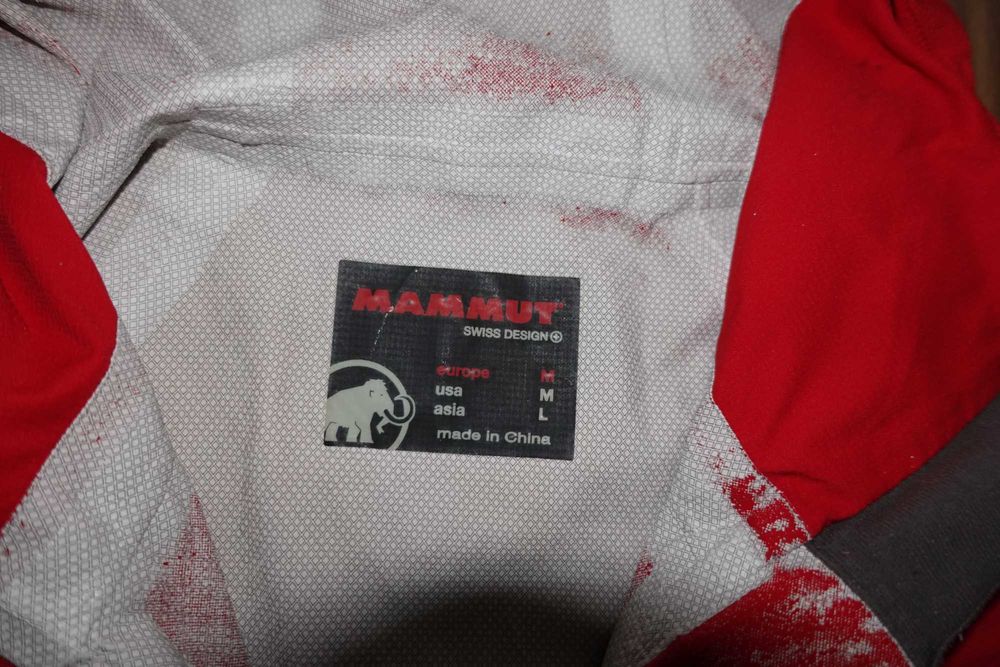 MAMMUT
SWISS DESIGN
europe M
usa M
asia L
made in China